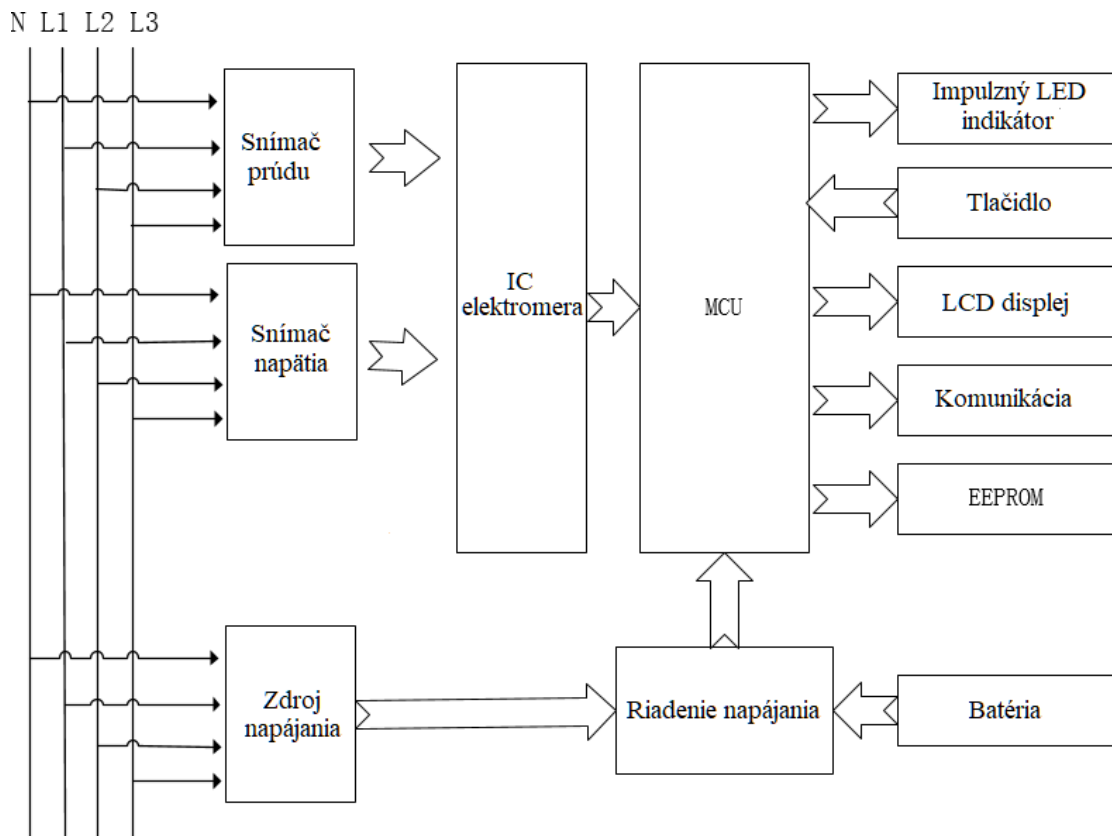 N L1 L2 L3
Snímač
prúdu
Snímač
napätia
Zdroj
napájania
IC
elektromera
MCU
Riadenie napájania
Impulzný LED
indikátor
Tlačidlo
LCD displej
Komunikácia
EEPROM
Batéria